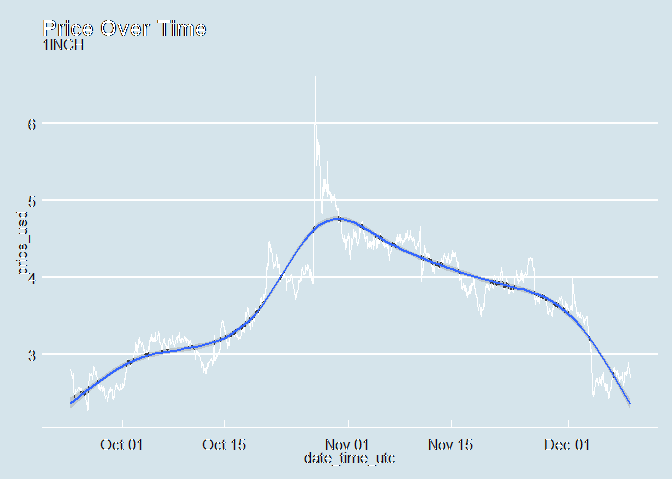 Price Over Time
1INCH
6
5
4
3
price_usd
Oct 01 Oct 15 Nov 01 Nov 15 Dec 01
date_time_utc